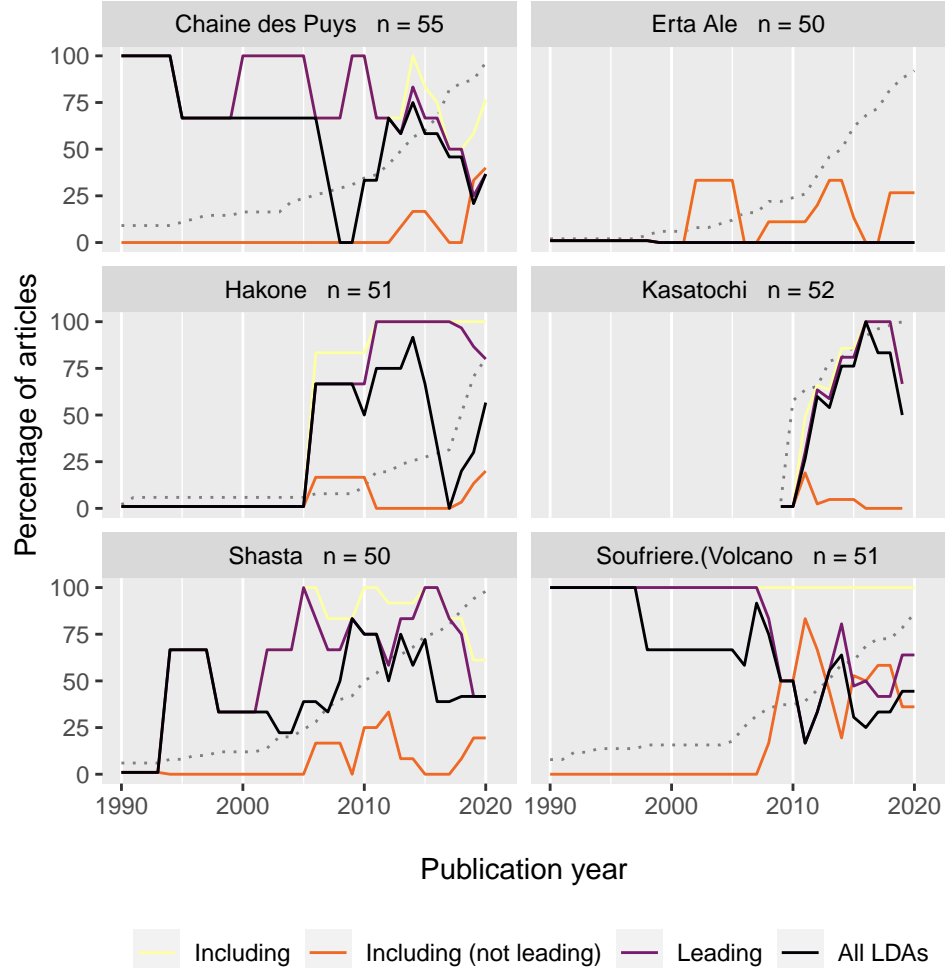 Chaine des Puys n = 55
Erta Ale n = 50
100
75
50
25
0
Hakone n = 51
Kasatochi n = 52
100
75
50
25
0
Percentage of articles
Shasta n = 50
Soufriere.(Volcano n = 51
100
75
50
25
0
1990 2000 2010 2020 1990 2000 2010 2020
Publication year
Including Including (not leading) Leading All LDAs